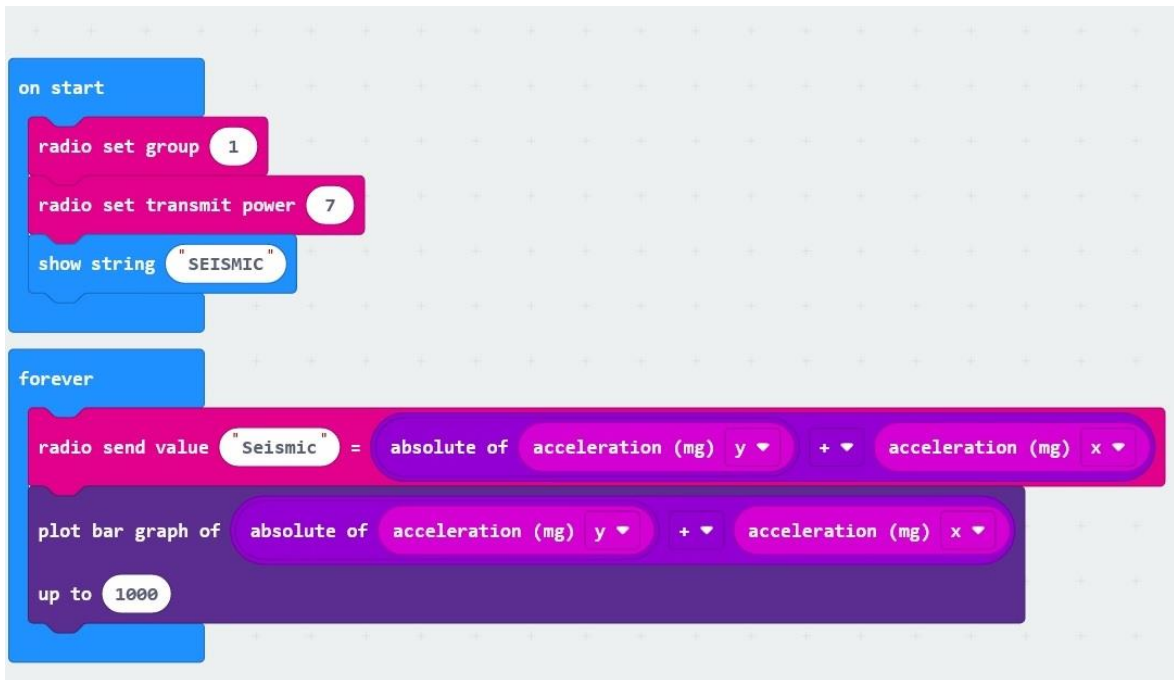 on start
radio set group 1
radio set transmit power 7
show string "SEISMIC"
forever
radio send value "Seismic" = absolute of acceleration (mg) y + acceleration (mg) x
plot bar graph of absolute of acceleration (mg) y + acceleration (mg) x
up to 1000